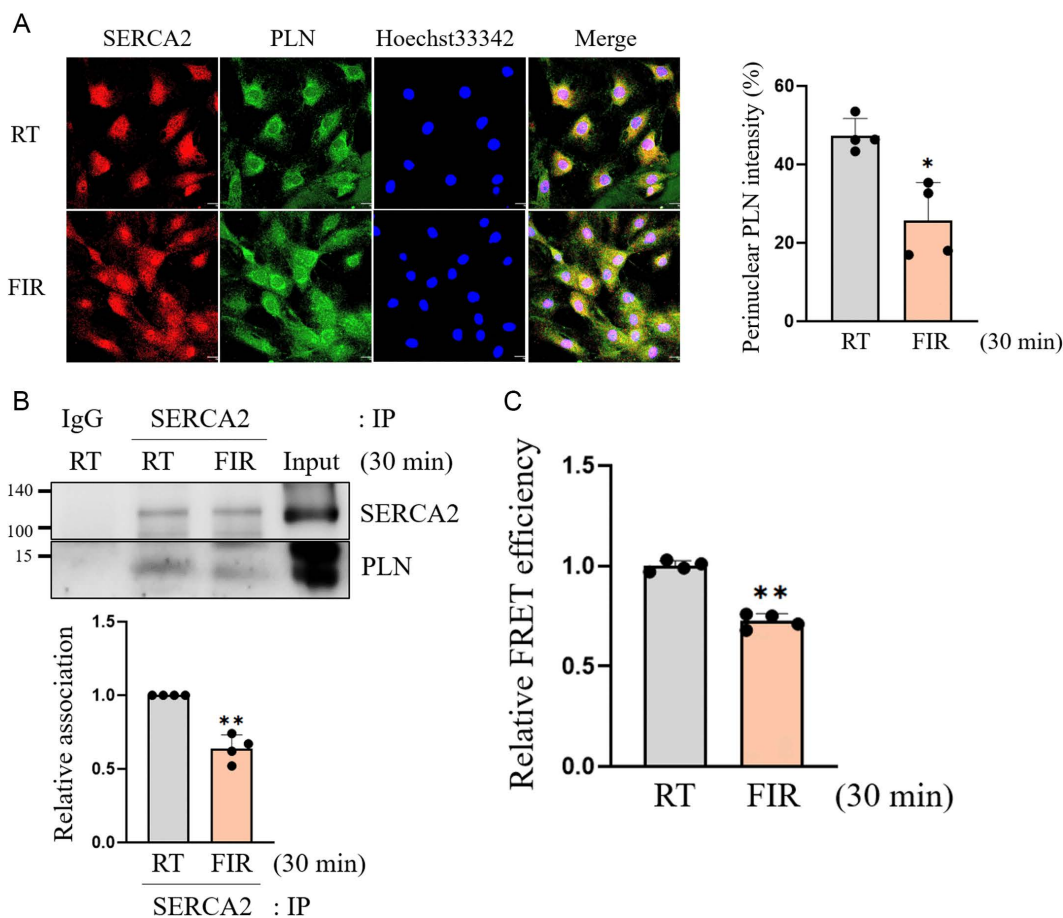 A
SERCA2 PLN Hoechst33342 Merge
RT
FIR
Perinuclear PLN intensity (%)
60
40
20
0
*
RT FIR (30 min)
B
IgG SERCA2 : IP
RT RT FIR Input (30 min)
140
100
SERCA2
15
PLN
Relative association
1.5
1.0
0.5
0.0
**
RT FIR (30 min)
SERCA2 : IP
C
Relative FRET efficiency
1.5
1.0
0.5
0.0
**
RT FIR (30 min)